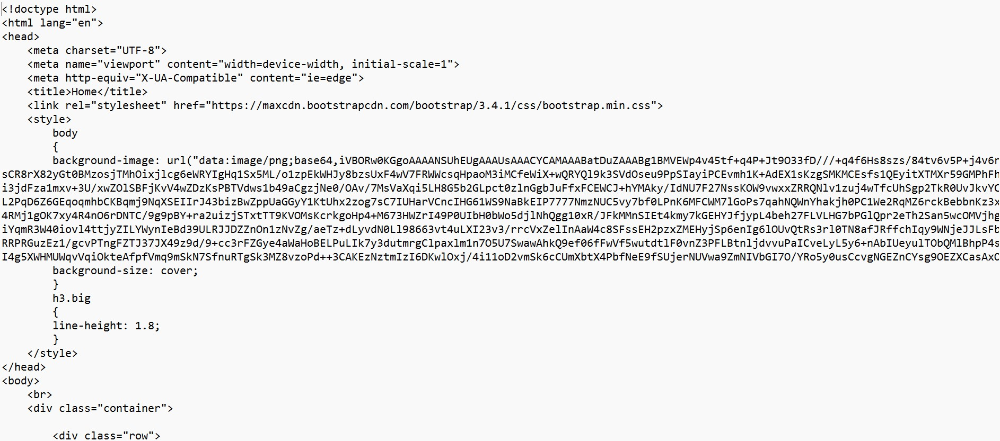 <!doctype html>
<html lang="en">
<head>
<meta charset="UTF-8">
<meta name="viewport" content="width=device-width, initial-scale=1">
<meta http-equiv="X-UA-Compatible" content="ie=edge">
<title>Home</title>
<link rel="stylesheet" href="https://maxcdn.bootstrapcdn.com/bootstrap/3.4.1/css/bootstrap.min.css">
<style>
body
{
background-image: url("data:image/png;base64,iVBORw0KGgoAAAANSUhEUgAAAUsAAACYCAMAAABatDuZAAABg1BMVEWp4v45tf+q4P+Jt9O33fD///+q4f6Hs8szs/84tv6v5P+j4v6r
sCR8rX82yGt0BMzosjTMhOixjlcg6eWRYIgHq1Sx5ML/o1zpEkWHJy8bzsUxF4wV7FRWWcsqHpaoM3iMCfeWiX+wQRYQl9k3SVdOseu9PpSIayiPCEvmh1K+AdEX1sKzgSMKMCEsfs1QEyitXTMXr59GMPhFh
i3jdFza1mxv+3U/xwZOlSBFjKvV4wZDzKsPBTVdws1b49aCgzjNe0/OAv/7MsVaXqi5LH8G5b2GLpct0zlnGgbJuFfxFCEWCJ+hYMAky/IdNU7F27NssKOW9vwxxZRRQNlv1zuj4wTfcUhSgp2TkR0UvJkvYC
L2PqD6Z6GEqoqmhbCKBqmj9NqXSEIIrJ43bizBwZppUaGGyY1KtUhx2zog7sC7IUHarVCncIHG61WS9NaBkEIP7777NmzNUC5vy7bf0LPnK6MFCWM7lGoPs7qahNQWnYhakjh0PC1We2RqMZ6rckBebbnKz3x
4RMj1gOK7xy4R4nO6rDNTC/9g9pBY+ra2uizjSTxtTT9KVOMsKcrkgoHp4+M673HWZrI49P0UIbH0bWo5djlNhQgg10xR/JFkMMnSIEt4kmy7kGEHYJfjypL4beh27FLVLHG7bPGlQpr2eTh2San5wcOMVjhg
iYqmR3W40iovl4ttjyZILYWynIeBd39ULRJJDZZnOn1zNvZg/aeTz+dLyvdN0Ll98663vt4uLXI23v3/rrcVxZelInAaW4c8SFssEH2pzxZMEHyjSp6enIg6lOUvQtRs3rl0TN8afJRffchIqy9WNjeJJLsFb
RRPRGuzEz1/gcvPTngFZTJ37JX49z9d/9+cc3rFZGye4aWaHoBELPuLIk7y3dutmrgClpaxlm1n7O5U7SwawAhkQ9ef06fFwVf5wutdtlF0vnZ3PFLBtnljdvvuPaICveLyL5y6+nAbIUeyulTObQMlBhpP4s
I4g5XWHMUWqvVqiOkteAfpfVmq9mSkN7SfnuRTgSk3MZ8vzoPd++3CAKEzNztmIzI6DKwlOxj/4i11oD2vmSk6cCUmXbtX4PbfNeE9fSUjerNUVwa9ZmNIVbGI7O/YRo5y0usCcvgNGEZnCYsg9OEZXCasAxC
background-size: cover;
}
h3.big
{
line-height: 1.8;
}
</style>
</head>
<body>
<br>
<div class="container">
<div class="row">